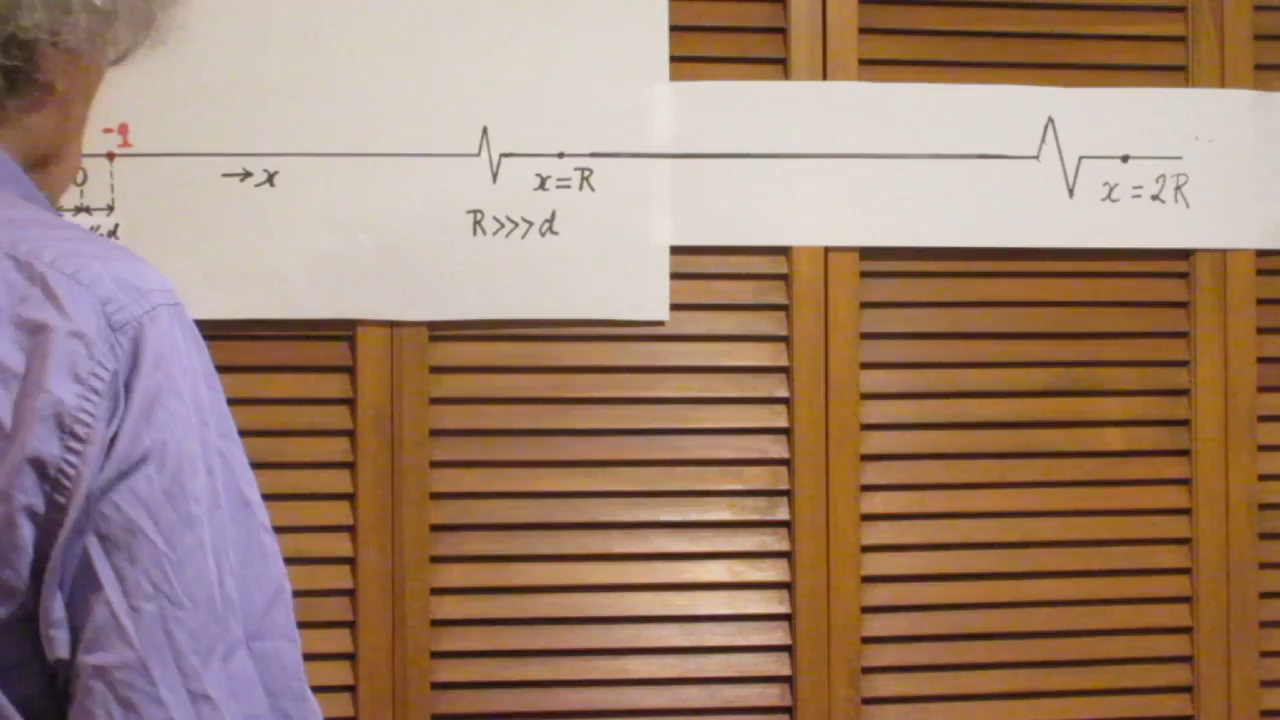 -q
0
→ x
x = R
x = 2R
R >>> d